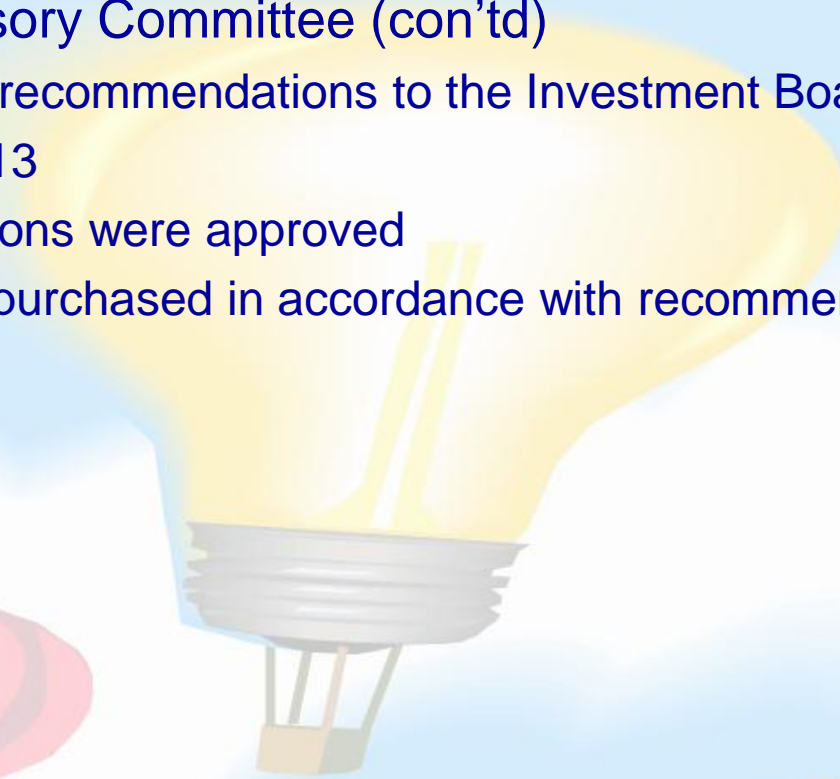 sory Committee (con’td)
recommendations to the Investment Boa
13
ons were approved
purchased in accordance with recomme